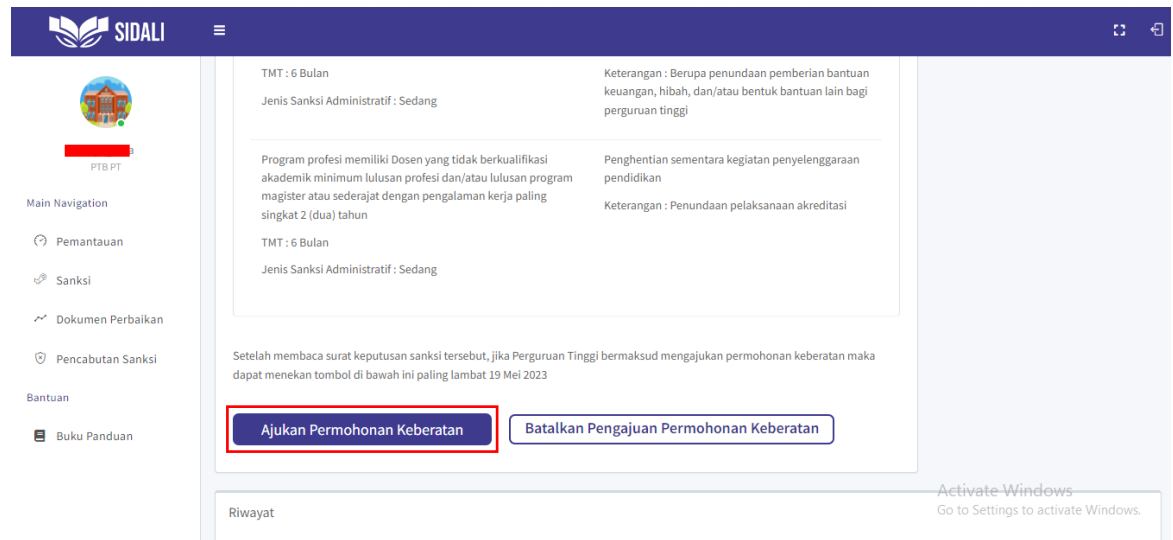 SIDALI
PTB PT
Main Navigation
Pemantauan
Sanksi
Dokumen Perbaikan
Pencabutan Sanksi
Bantuan
Buku Panduan
TMT : 6 Bulan
Jenis Sanksi Administratif : Sedang
Keterangan : Berupa penundaan pemberian bantuan
keuangan, hibah, dan/atau bentuk bantuan lain bagi
perguruan tinggi
Program profesi memiliki Dosen yang tidak berkualifikasi
akademik minimum lulusan profesi dan/atau lulusan program
magister atau sederajat dengan pengalaman kerja paling
singkat 2 (dua) tahun
TMT : 6 Bulan
Jenis Sanksi Administratif : Sedang
Penghentian sementara kegiatan penyelenggaraan
pendidikan
Keterangan : Penundaan pelaksanaan akreditasi
Setelah membaca surat keputusan sanksi tersebut, jika Perguruan Tinggi bermaksud mengajukan permohonan keberatan maka
dapat menekan tombol di bawah ini paling lambat 19 Mei 2023
Ajukan Permohonan Keberatan
Batalkan Pengajuan Permohonan Keberatan
Riwayat
Activate Windows
Go to Settings to activate Windows.